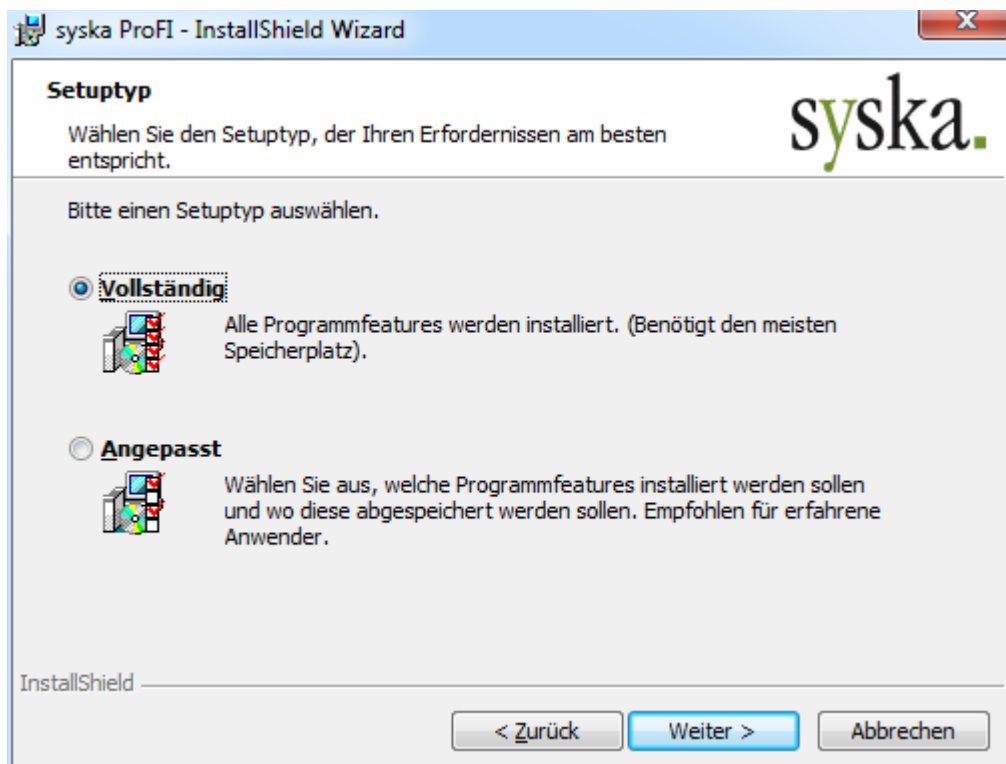 syska ProFI - InstallShield Wizard
Setuptyp
Wählen Sie den Setuptyp, der Ihren Erfordernissen am besten
entspricht.
syska.
Bitte einen Setuptyp auswählen.
Vollständig
Alle Programmfeatures werden installiert. (Benötigt den meisten
Speicherplatz).
Angepasst
Wählen Sie aus, welche Programmfeatures installiert werden sollen
und wo diese abgespeichert werden sollen. Empfohlen für erfahrene
Anwender.
InstallShield
< Zurück Weiter > Abbrechen